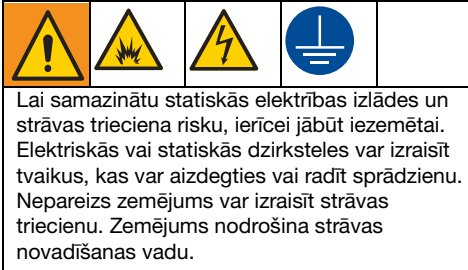 Lai samazinātu statiskās elektrības izlādes un
strāvas trieciena risku, ierīcei jābūt iezemētai.
Elektriskās vai statiskās dzirksteles var izraisīt
tvaikus, kas var aizdegties vai radīt sprādzienu.
Nepareizs zemējums var izraisīt strāvas
triecienu. Zemējums nodrošina strāvas
novadīšanas vadu.